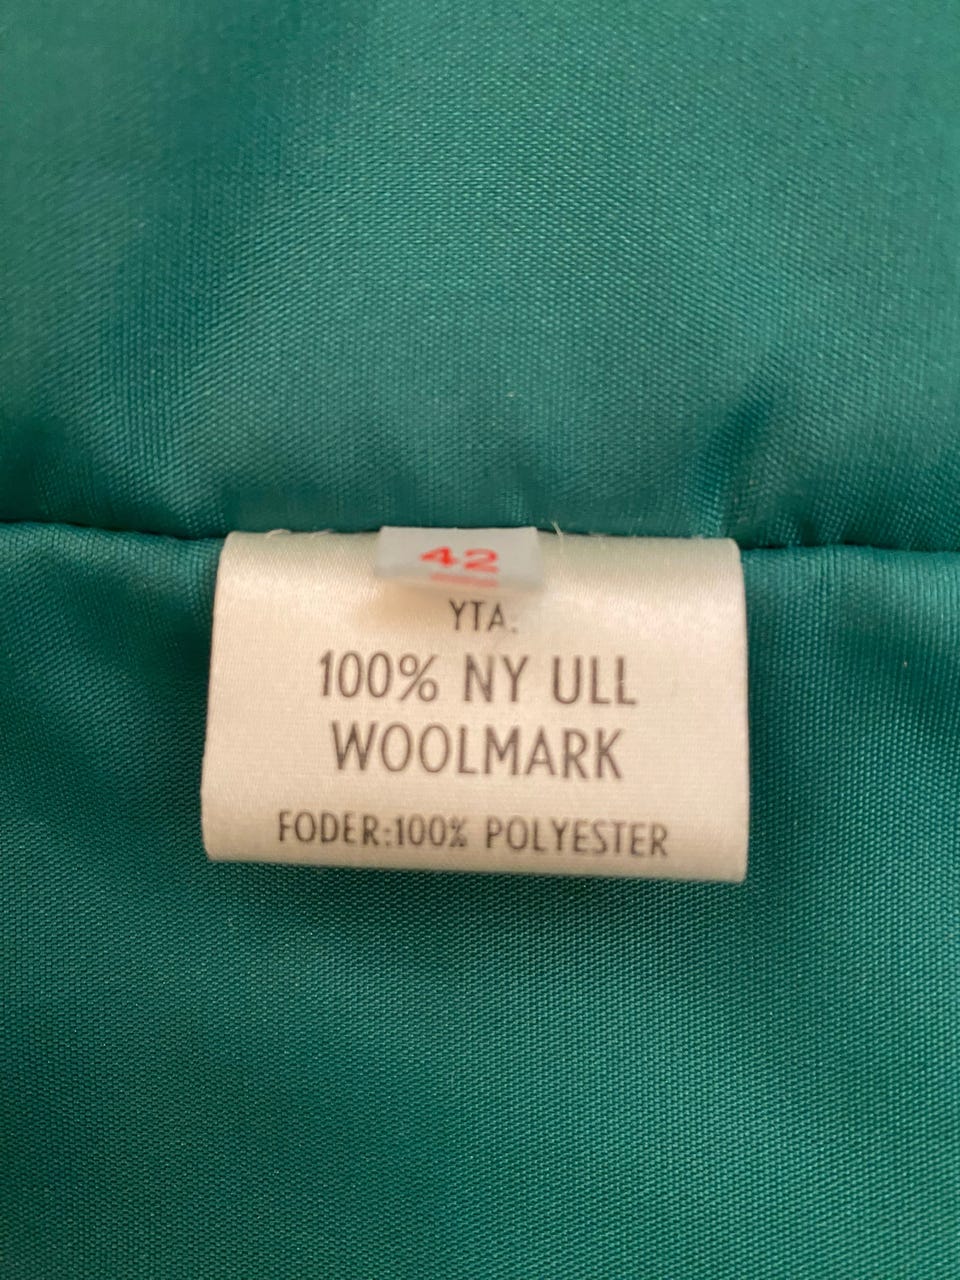 42
YTA:
100% NY ULL
WOOLMARK
FODER:100% POLYESTER